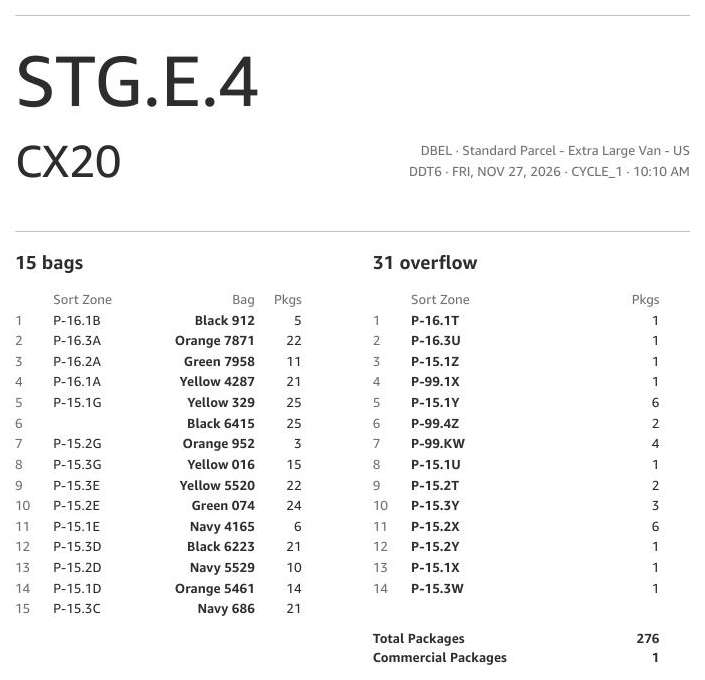 STG.E.4
CX20
DBEL · Standard Parcel - Extra Large Van - US
DDT6 · FRI, NOV 27, 2026 · CYCLE_1 · 10:10 AM
15 bags
Sort Zone Bag Pkgs
1 P-16.1B Black 912 5
2 P-16.3A Orange 7871 22
3 P-16.2A Green 7958 11
4 P-16.1A Yellow 4287 21
5 P-15.1G Yellow 329 25
6 Black 6415 25
7 P-15.2G Orange 952 3
8 P-15.3G Yellow 016 15
9 P-15.3E Yellow 5520 22
10 P-15.2E Green 074 24
11 P-15.1E Navy 4165 6
12 P-15.3D Black 6223 21
13 P-15.2D Navy 5529 10
14 P-15.1D Orange 5461 14
15 P-15.3C Navy 686 21
31 overflow
Sort Zone Pkgs
1 P-16.1T 1
2 P-16.3U 1
3 P-15.1Z 1
4 P-99.1X 1
5 P-15.1Y 6
6 P-99.4Z 2
7 P-99.KW 4
8 P-15.1U 1
9 P-15.2T 2
10 P-15.3Y 3
11 P-15.2X 6
12 P-15.2Y 1
13 P-15.1X 1
14 P-15.3W 1
Total Packages 276
Commercial Packages 1